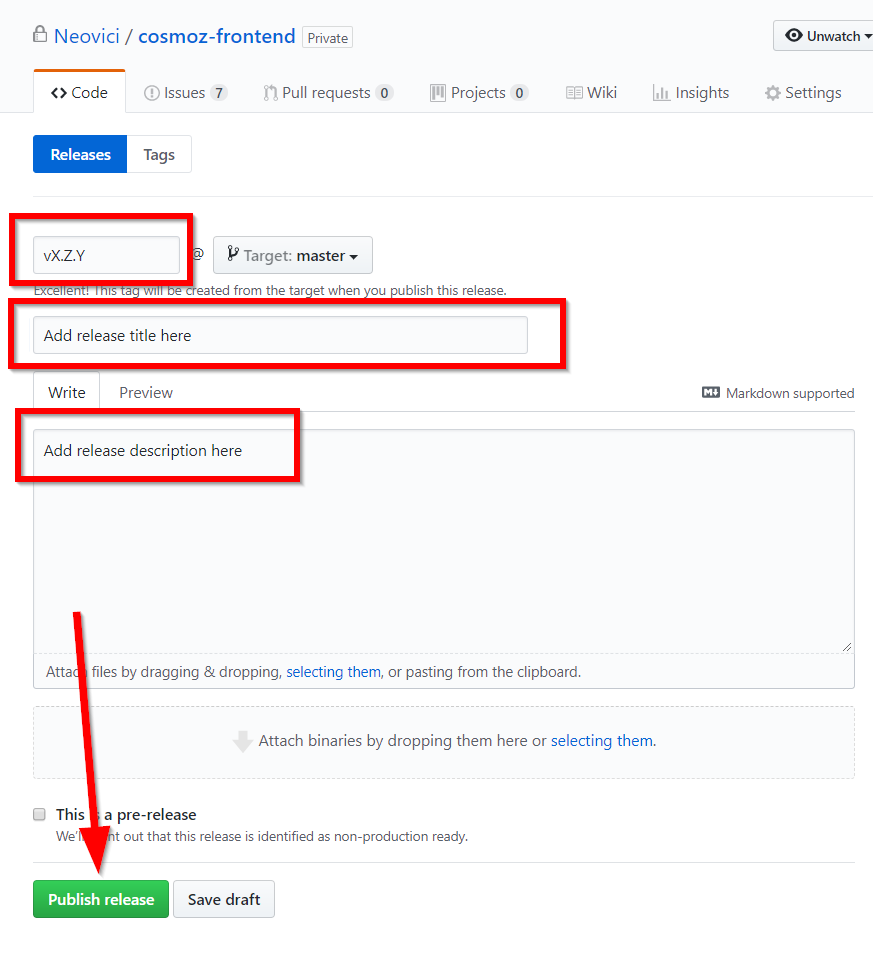 Neovici / cosmoz-frontend Private
Unwatch
Code Issues 7 Pull requests 0 Projects 0 Wiki Insights Settings
Releases Tags
vX.Z.Y @ Target: master
Excellent! This tag will be created from the target when you publish this release.
Add release title here
Write Preview Markdown supported
Add release description here
Attach files by dragging & dropping, selecting them, or pasting from the clipboard.
Attach binaries by dropping them here or selecting them.
This is a pre-release
We'll point out that this release is identified as non-production ready.
Publish release Save draft